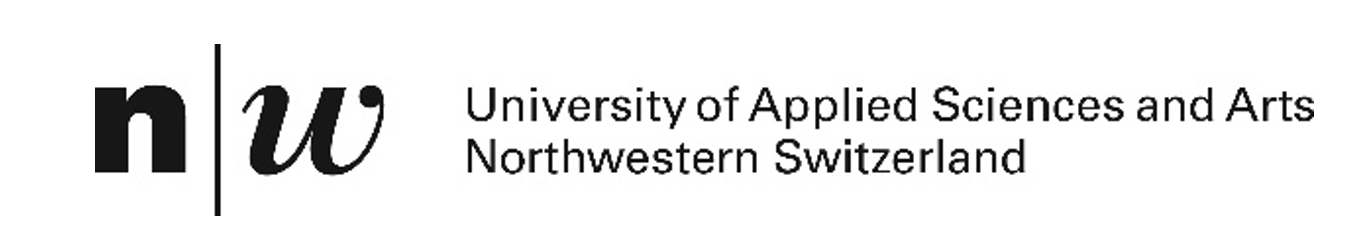 n|w
University of Applied Sciences and Arts
Northwestern Switzerland